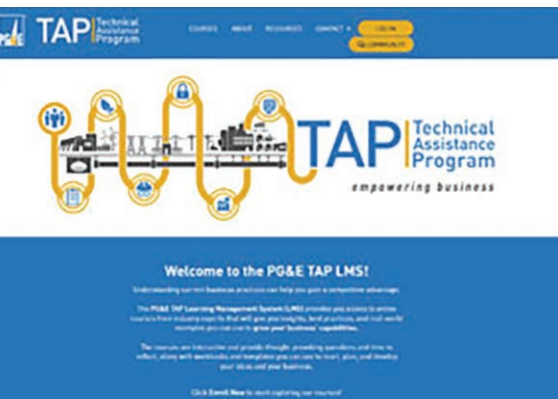 PG&E
TAP Technical
Assistance
Program
COURSES ABOUT RESOURCES CONTACT LOG IN
COMMUNITY
TAP Technical
Assistance
Program
empowering business
Welcome to the PG&E TAP LMS!
Understanding current business practices can help you gain a competitive advantage.
The PG&E TAP Learning Management System (LMS) provides you access to online
courses from industry experts that will give you insights, best practices, and real-world
examples you can use to grow your business' capabilities.
The courses are interactive and provide thought-provoking questions and time to
reflect, along with workbooks and templates you can use to start, plan, and develop
your ideas and your business.
Click Enroll Now to start exploring our courses!